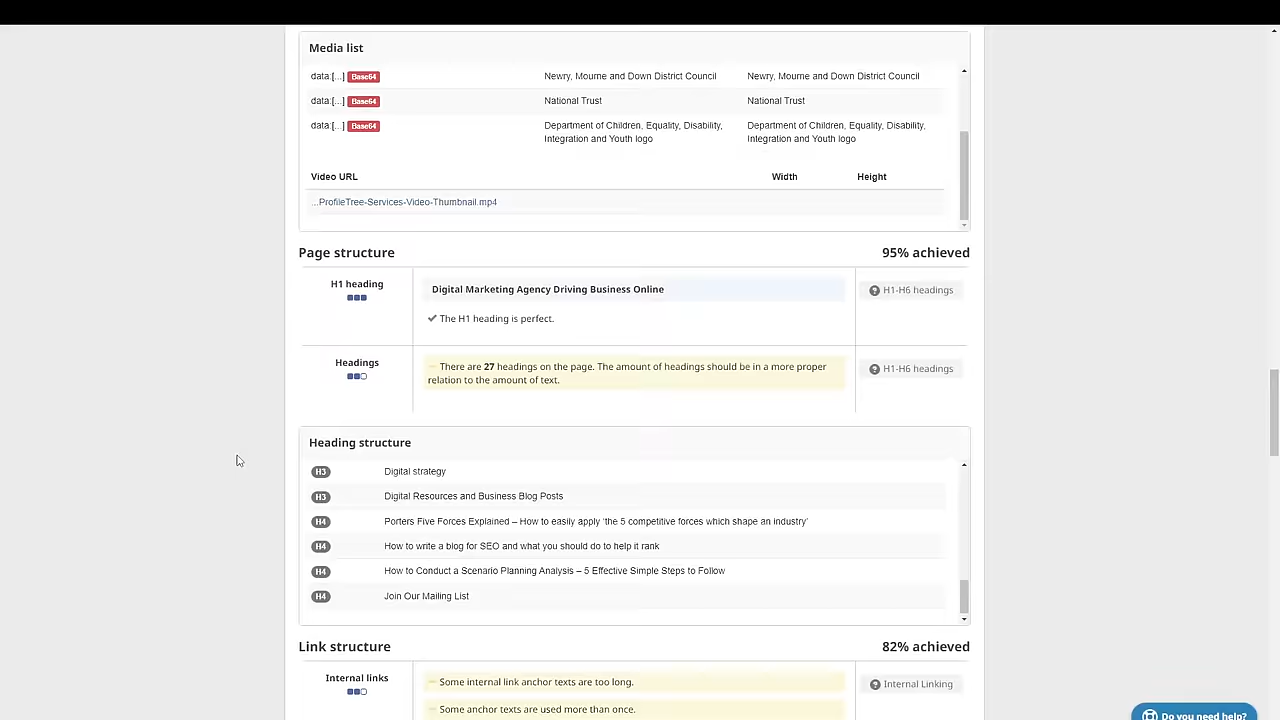 Media list
data:[...] Base64 Newry, Mourne and Down District Council Newry, Mourne and Down District Council
data:[...] Base64 National Trust National Trust
data:[...] Base64 Department of Children, Equality, Disability, Department of Children, Equality, Disability,
Integration and Youth logo Integration and Youth logo
Video URL Width Height
...ProfileTree-Services-Video-Thumbnail.mp4
Page structure 95% achieved
H1 heading
Digital Marketing Agency Driving Business Online
H1-H6 headings
The H1 heading is perfect.
Headings
There are 27 headings on the page. The amount of headings should be in a more proper
relation to the amount of text.
H1-H6 headings
Heading structure
H3 Digital strategy
H3 Digital Resources and Business Blog Posts
H4 Porters Five Forces Explained – How to easily apply ‘the 5 competitive forces which shape an industry’
H4 How to write a blog for SEO and what you should do to help it rank
H4 How to Conduct a Scenario Planning Analysis – 5 Effective Simple Steps to Follow
H4 Join Our Mailing List
Link structure 82% achieved
Internal links
Some internal link anchor texts are too long.
Internal Linking
Some anchor texts are used more than once.
Do you need help?